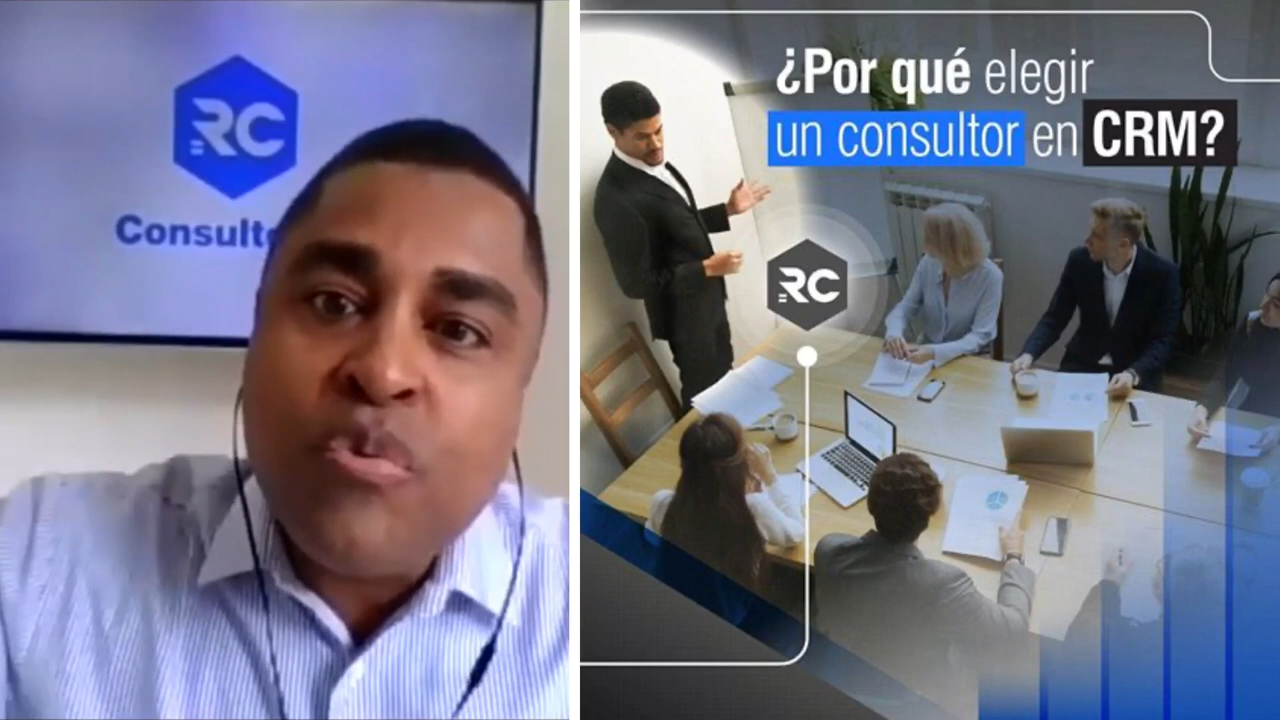 RC
Consulto
¿Por qué elegir
un consultor en CRM?
RC